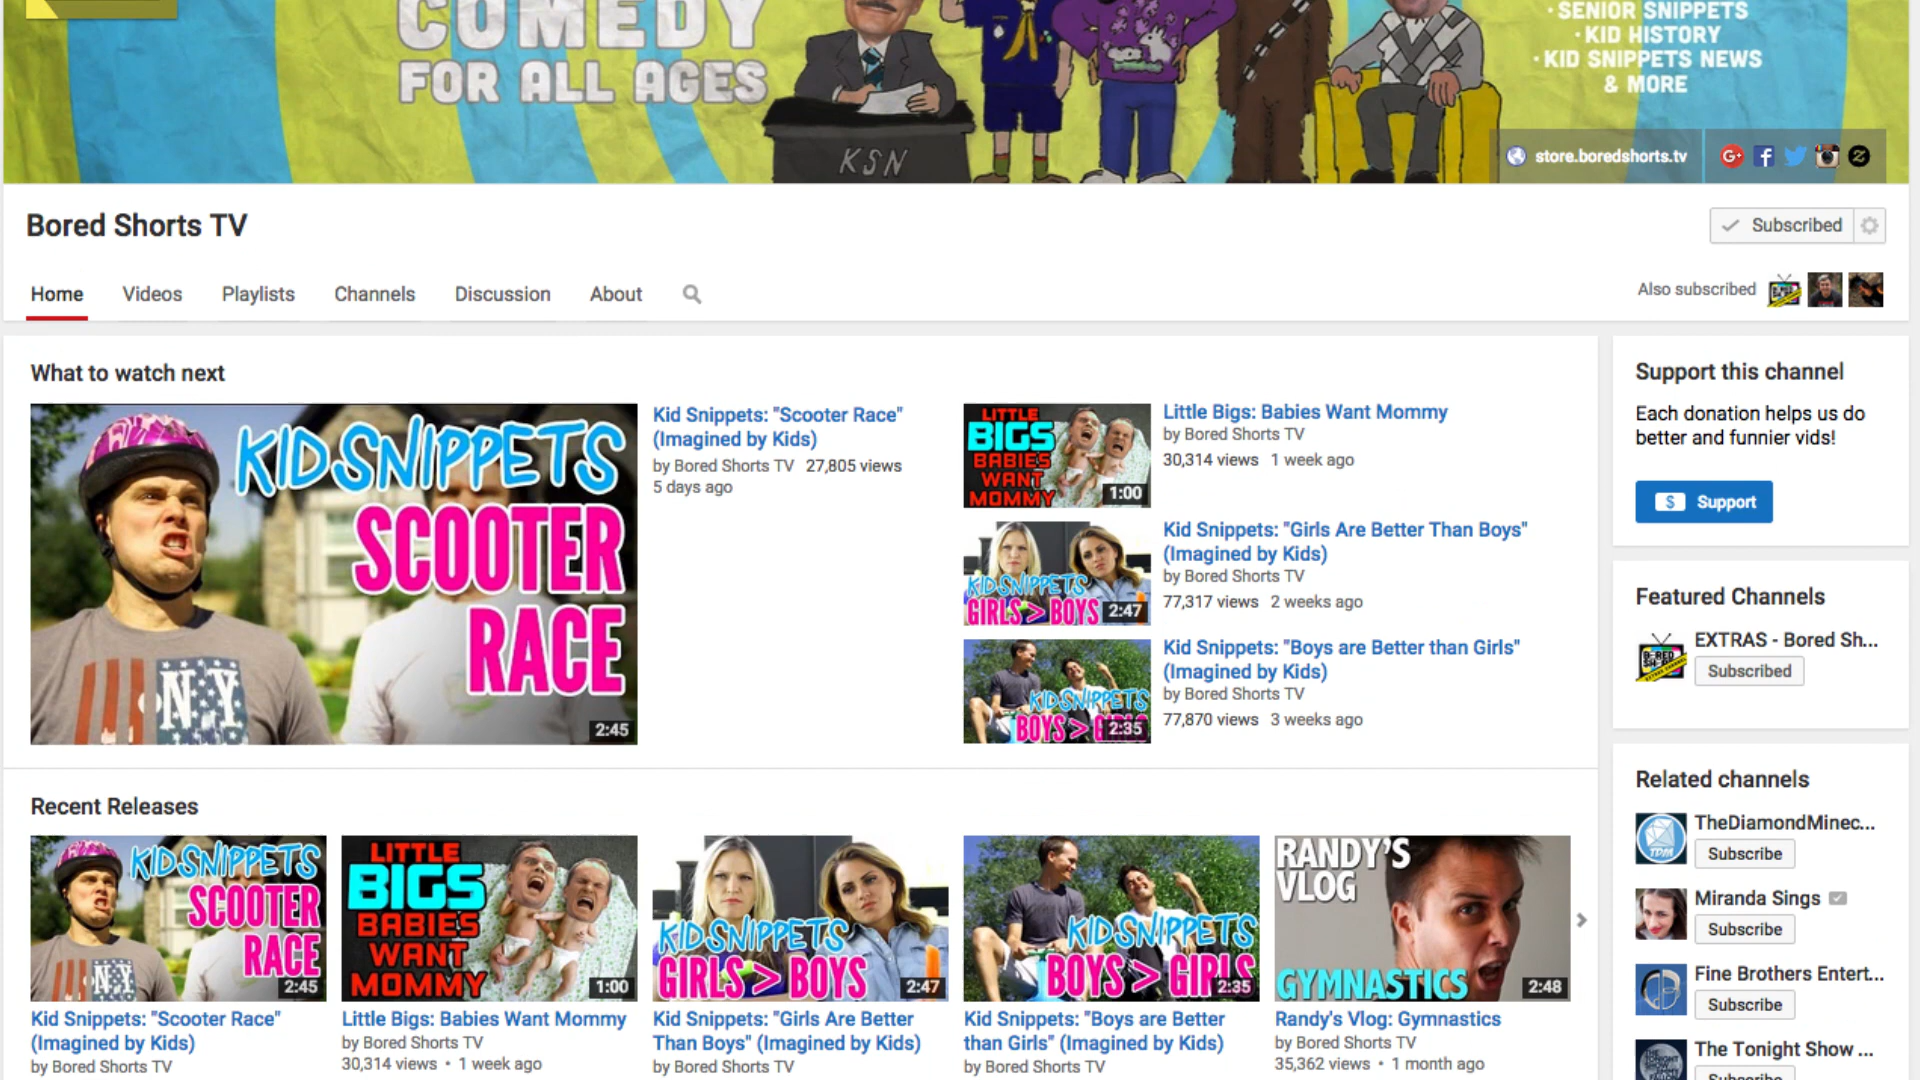 COMEDY
FOR ALL AGES
KSN
· SENIOR SNIPPETS
· KID HISTORY
· KID SNIPPETS NEWS
& MORE
store.boredshorts.tv
Bored Shorts TV
Subscribed
Home
Videos
Playlists
Channels
Discussion
About
Also subscribed
What to watch next
KID SNIPPETS
SCOOTER
RACE
N.Y
2:45
Kid Snippets: "Scooter Race"
(Imagined by Kids)
by Bored Shorts TV 27,805 views
5 days ago
LITTLE
BIGS
BABIES
WANT
MOMMY
1:00
Little Bigs: Babies Want Mommy
by Bored Shorts TV
30,314 views 1 week ago
KID SNIPPETS
GIRLS > BOYS
2:47
Kid Snippets: "Girls Are Better Than Boys"
(Imagined by Kids)
by Bored Shorts TV
77,317 views 2 weeks ago
KID SNIPPETS
BOYS > GIRLS
2:35
Kid Snippets: "Boys are Better than Girls"
(Imagined by Kids)
by Bored Shorts TV
77,870 views 3 weeks ago
Recent Releases
KID SNIPPETS
SCOOTER
RACE
N.Y
2:45
Kid Snippets: "Scooter Race"
(Imagined by Kids)
by Bored Shorts TV
LITTLE
BIGS
BABIES
WANT
MOMMY
1:00
Little Bigs: Babies Want Mommy
by Bored Shorts TV
30,314 views • 1 week ago
KID SNIPPETS
GIRLS > BOYS
2:47
Kid Snippets: "Girls Are Better
Than Boys" (Imagined by Kids)
by Bored Shorts TV
KID SNIPPETS
BOYS > GIRLS
2:35
Kid Snippets: "Boys are Better
than Girls" (Imagined by Kids)
by Bored Shorts TV
RANDY'S
VLOG
GYMNASTICS
2:48
Randy's Vlog: Gymnastics
by Bored Shorts TV
35,362 views • 1 month ago
Support this channel
Each donation helps us do
better and funnier vids!
$ Support
Featured Channels
EXTRAS - Bored Sh...
Subscribed
Related channels
TDM
TheDiamondMinec...
Subscribe
Miranda Sings
Subscribe
Fine Brothers Entert...
Subscribe
The Tonight Show ...
Subscribe